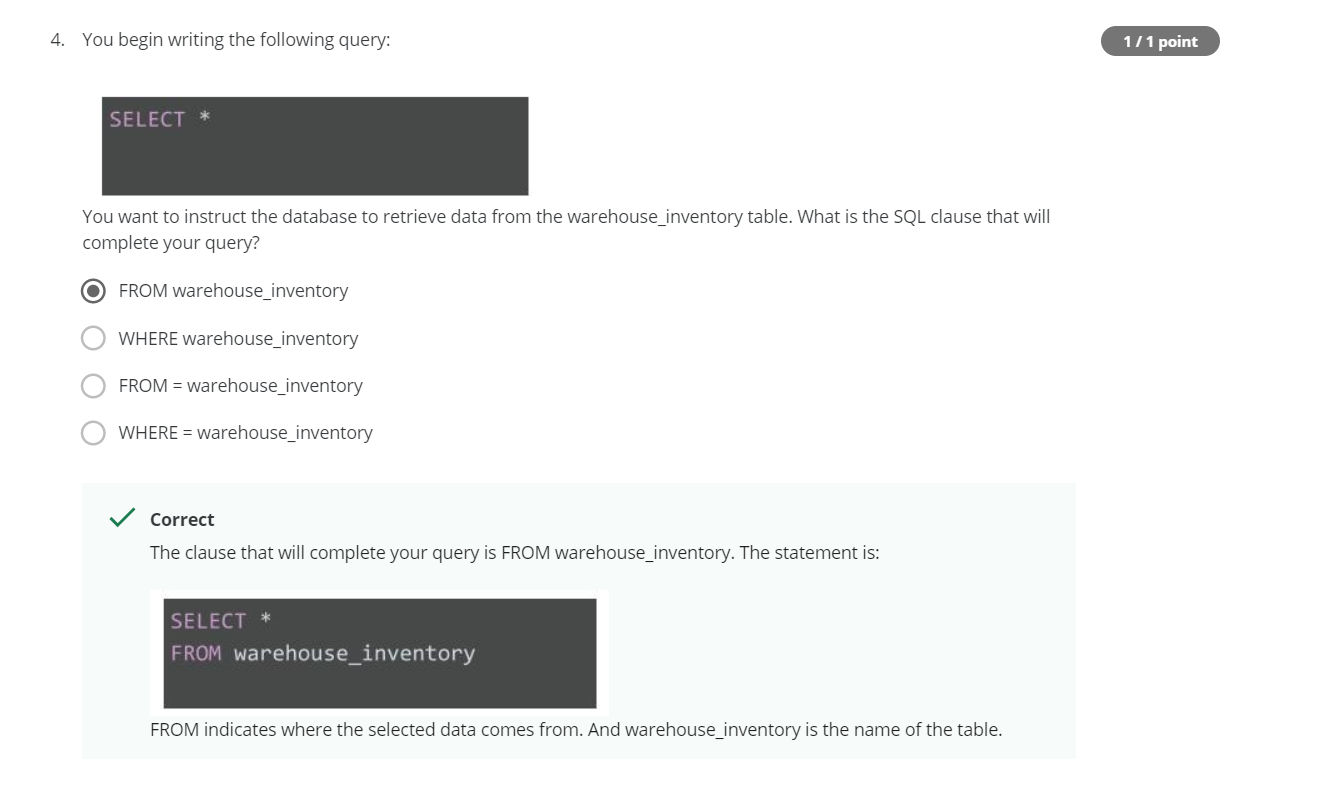 4. You begin writing the following query:
1 / 1 point
SELECT *
You want to instruct the database to retrieve data from the warehouse_inventory table. What is the SQL clause that will
complete your query?
FROM warehouse_inventory
WHERE warehouse_inventory
FROM = warehouse_inventory
WHERE = warehouse_inventory
Correct
The clause that will complete your query is FROM warehouse_inventory. The statement is:
SELECT *
FROM warehouse_inventory
FROM indicates where the selected data comes from. And warehouse_inventory is the name of the table.